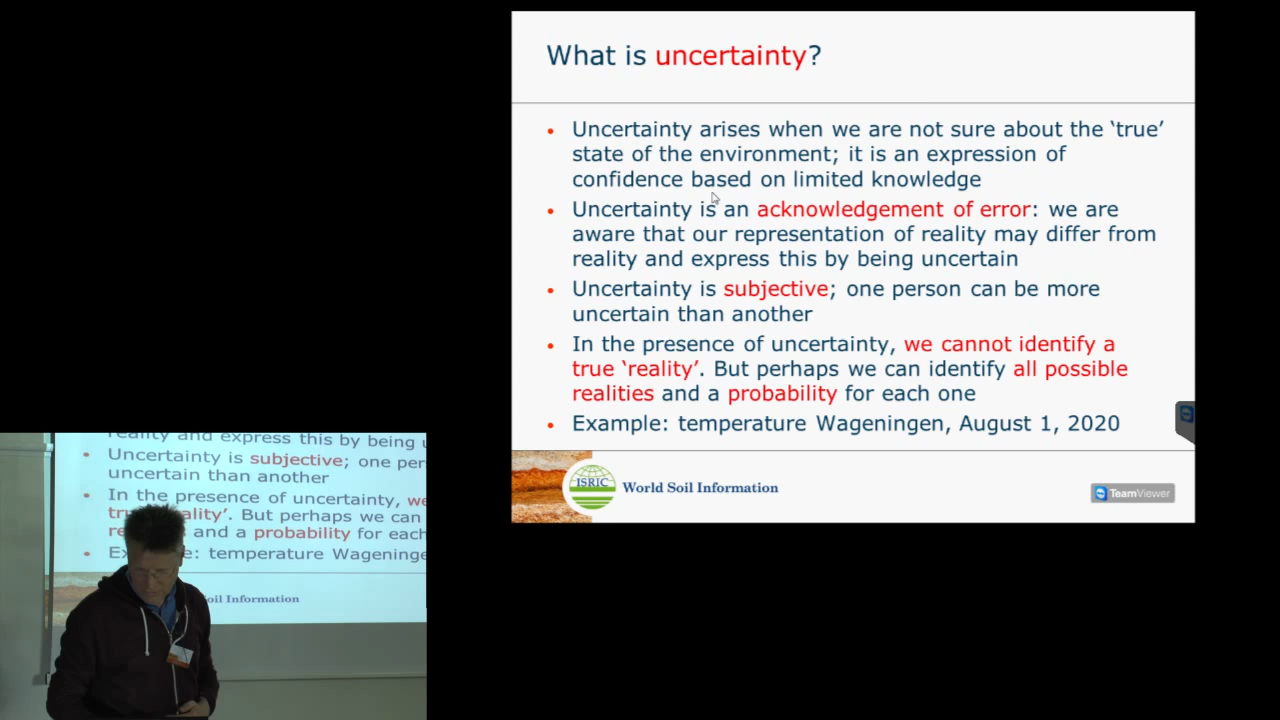 What is uncertainty?
• Uncertainty arises when we are not sure about the ‘true’
state of the environment; it is an expression of
confidence based on limited knowledge
• Uncertainty is an acknowledgement of error: we are
aware that our representation of reality may differ from
reality and express this by being uncertain
• Uncertainty is subjective; one person can be more
uncertain than another
• In the presence of uncertainty, we cannot identify a
true ‘reality’. But perhaps we can identify all possible
realities and a probability for each one
• Example: temperature Wageningen, August 1, 2020
ISRIC
World Soil Information
TeamViewer
reality and express this by being
• Uncertainty is subjective; one per
uncertain than another
• In the presence of uncertainty, we
ality’. But perhaps we can
and a probability for each
• e: temperature Wageninge
oil Information